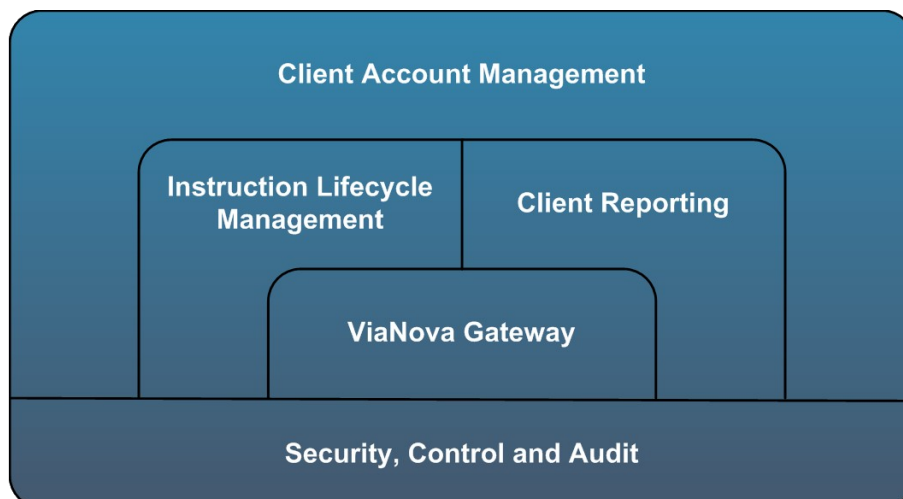 Client Account Management
Instruction Lifecycle
Management
Client Reporting
ViaNova Gateway
Security, Control and Audit